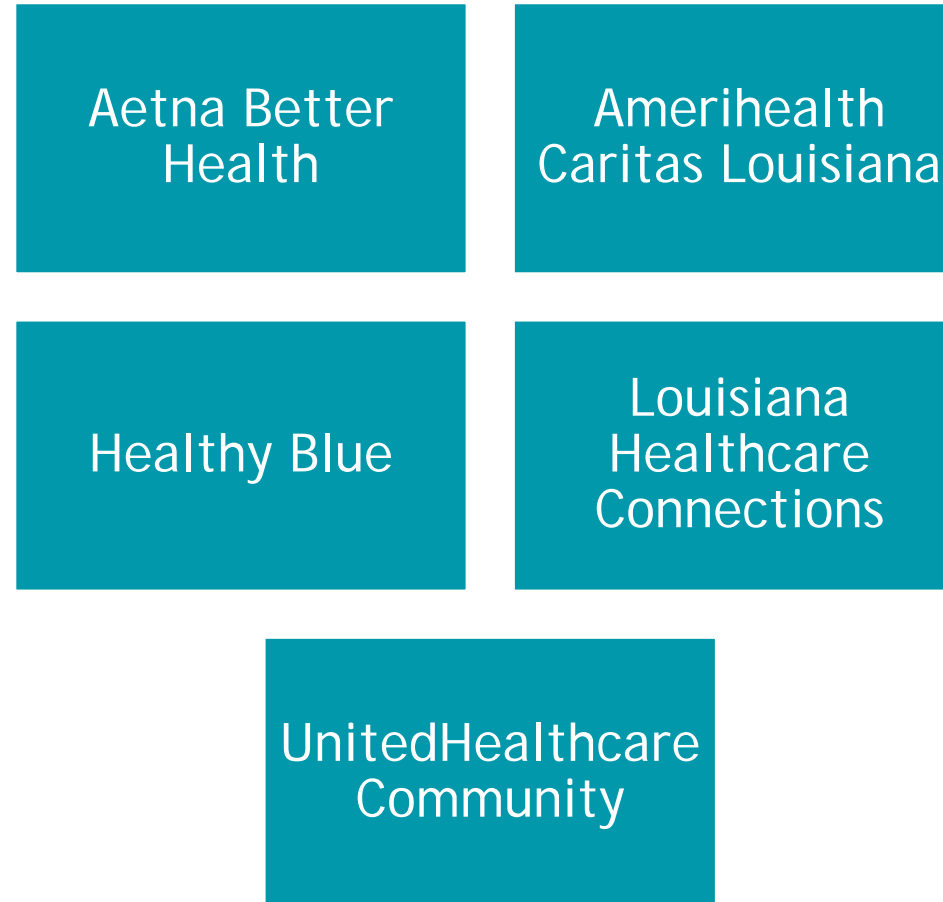 Aetna Better
Health
Amerihealth
Caritas Louisiana
Healthy Blue
Louisiana
Healthcare
Connections
UnitedHealthcare
Community